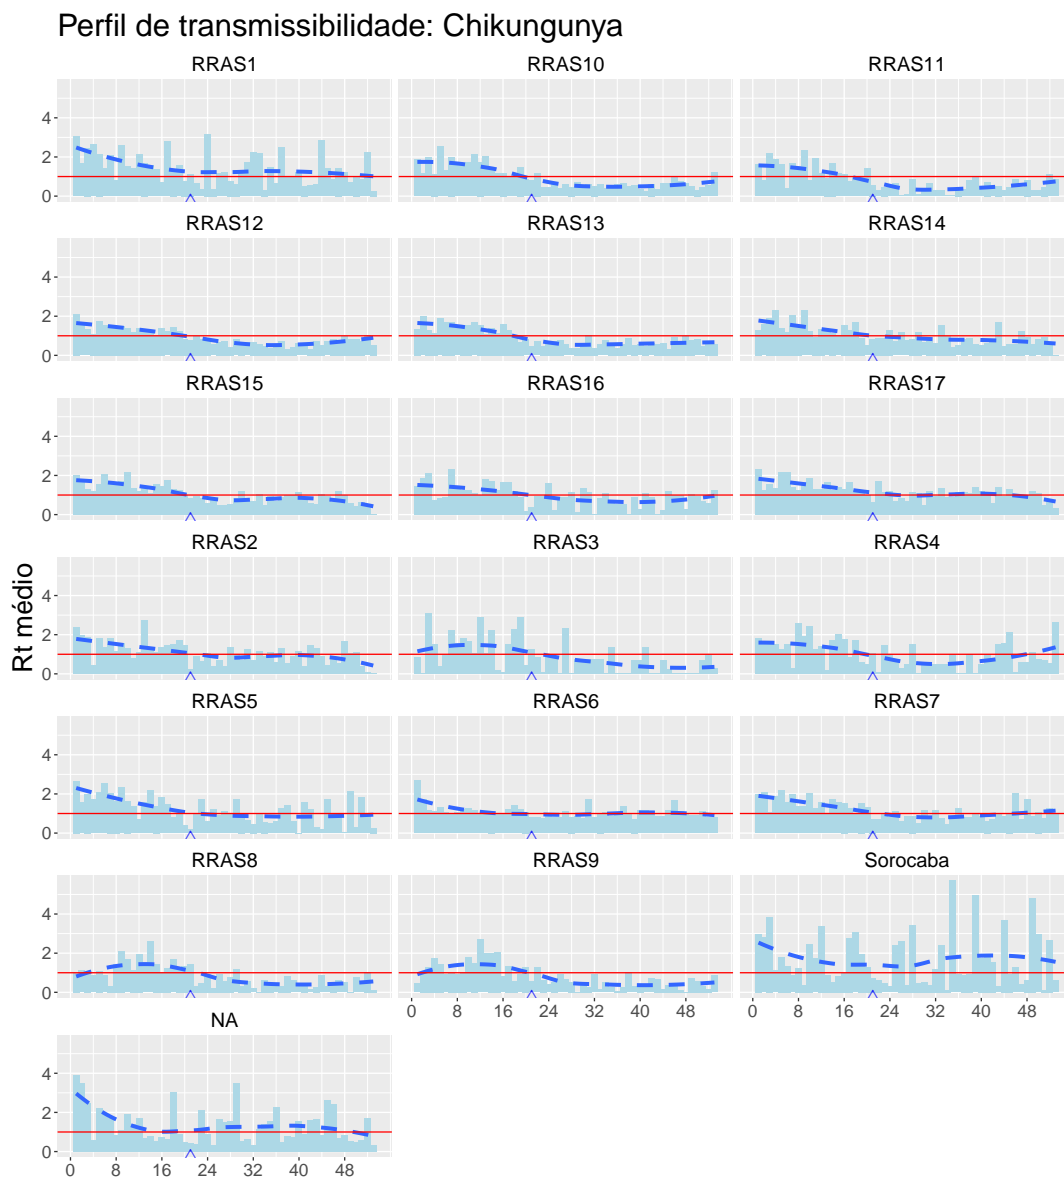 Perfil de transmissibilidade: Chikungunya
RRAS1 RRAS10 RRAS11
4
2
0
RRAS12 RRAS13 RRAS14
4
2
0
RRAS15 RRAS16 RRAS17
4
2
0
RRAS2 RRAS3 RRAS4
4
2
0
Rt médio
RRAS5 RRAS6 RRAS7
4
2
0
RRAS8 RRAS9 Sorocaba
4
2
0
0 8 16 24 32 40 48 0 8 16 24 32 40 48
NA
4
2
0
0 8 16 24 32 40 48